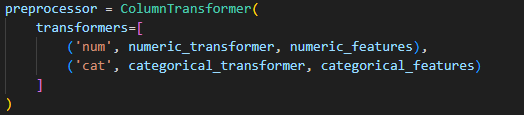 preprocessor = ColumnTransformer(
    transformers=[
        ('num', numeric_transformer, numeric_features),
        ('cat', categorical_transformer, categorical_features)
    ]
)